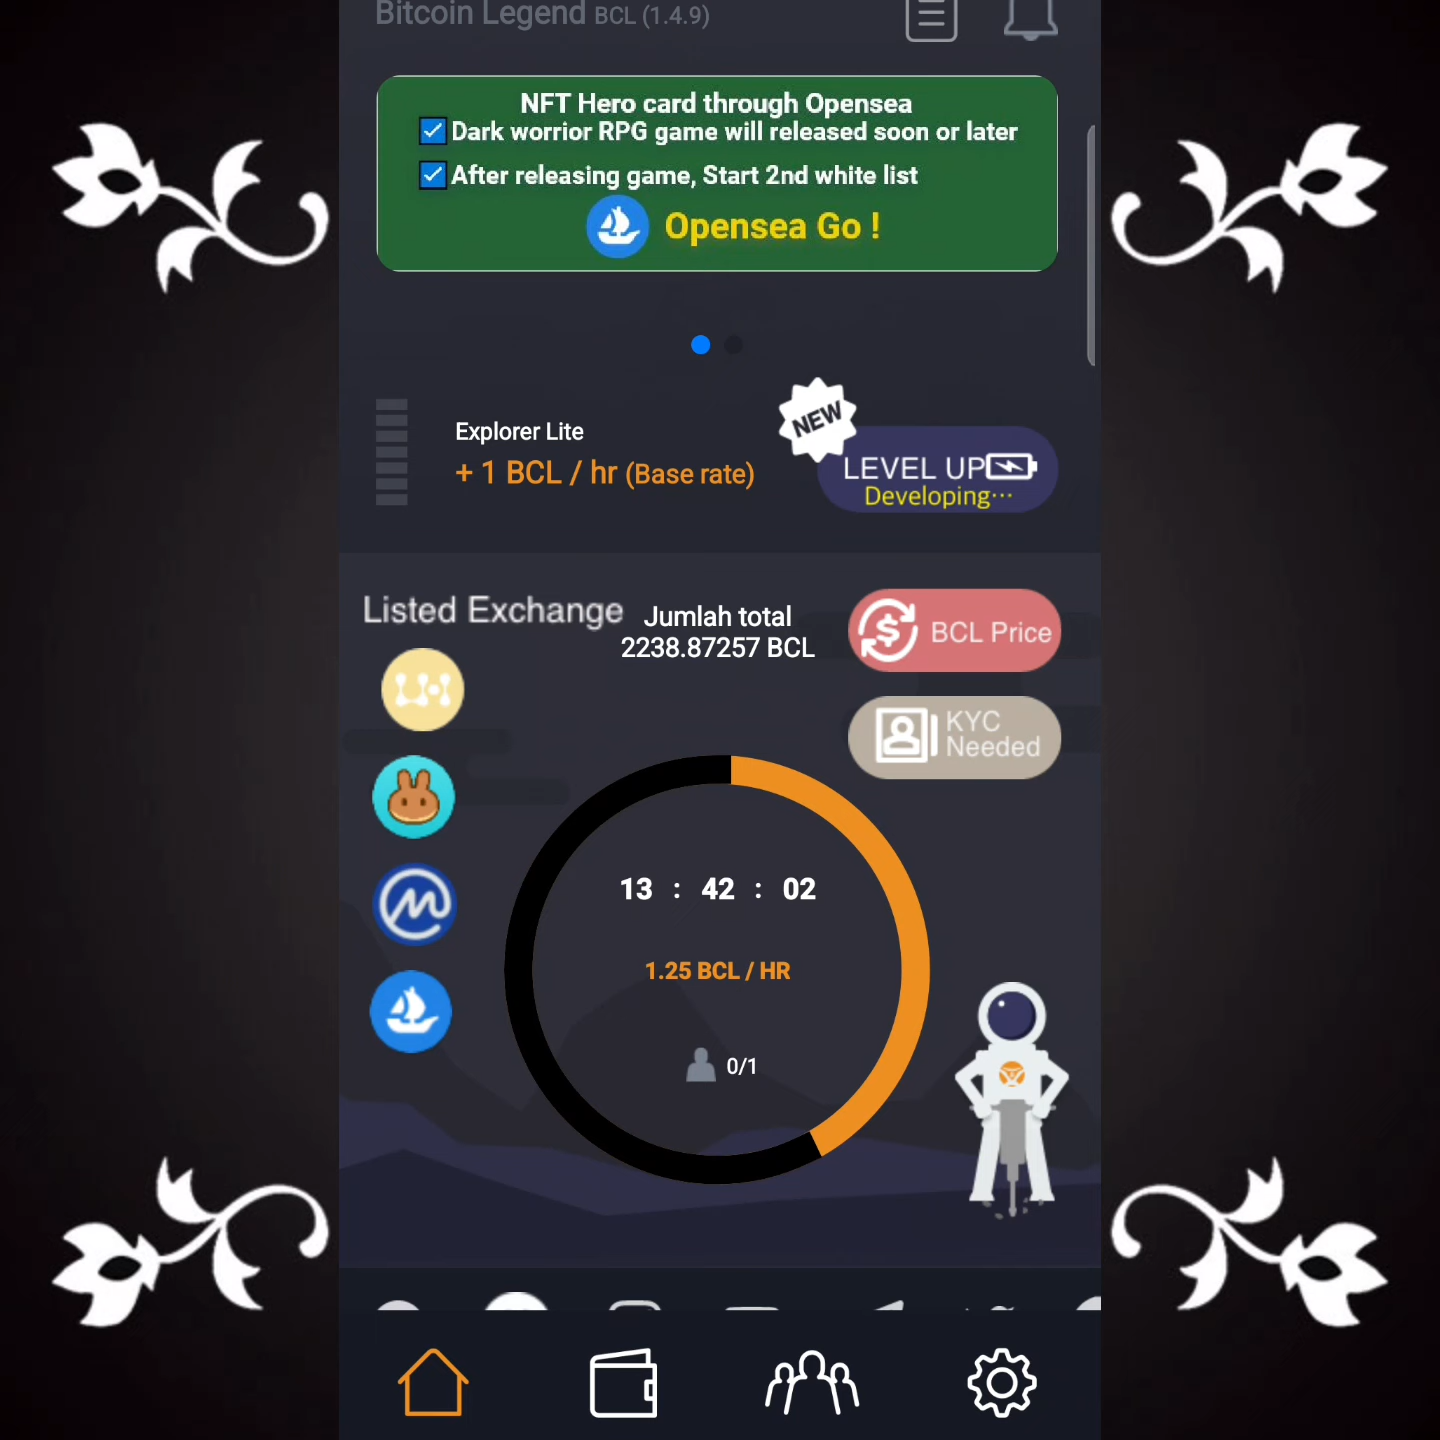 Bitcoin Legend BCL (1.4.9)
NFT Hero card through Opensea
Dark worrior RPG game will released soon or later
After releasing game, Start 2nd white list
Opensea Go !
NEW
Explorer Lite
+ 1 BCL / hr (Base rate)
LEVEL UP
Developing···
Listed Exchange
Jumlah total
2238.87257 BCL
BCL Price
KYC
Needed
13 : 42 : 02
1.25 BCL / HR
0/1